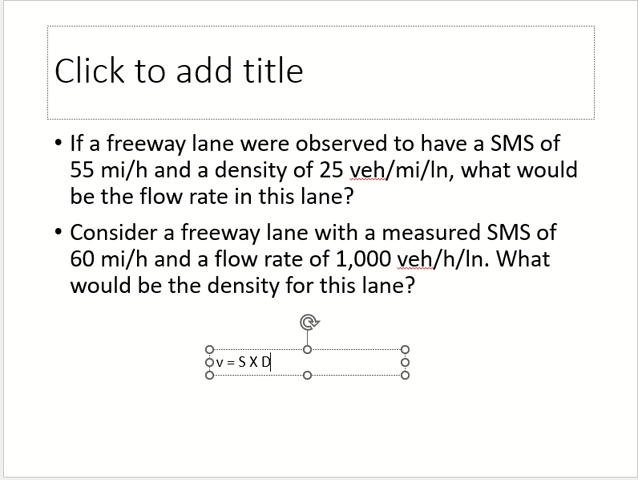 Click to add title
• If a freeway lane were observed to have a SMS of
55 mi/h and a density of 25 veh/mi/ln, what would
be the flow rate in this lane?
• Consider a freeway lane with a measured SMS of
60 mi/h and a flow rate of 1,000 veh/h/ln. What
would be the density for this lane?
v = S X D